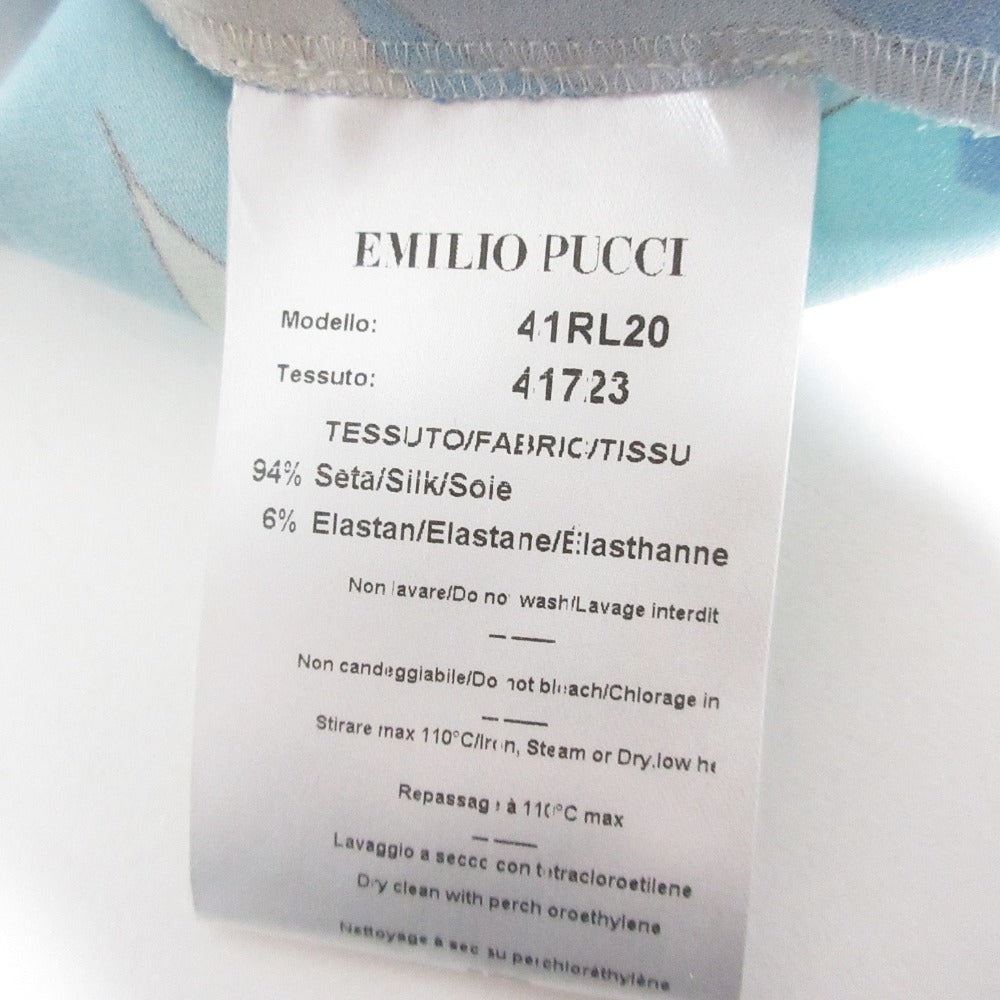 EMILIO PUCCI
Modello: 41RL20
Tessuto: 41723
TESSUTO/FABRIC/TISSU
94% Seta/Silk/Soie
6% Elastan/Elastane/Élasthanne
Non lavare/Do not wash/Lavage interdit
Non candeggiabile/Do not bleach/Chlorage in
Stirare max 110°C/Iron, Steam or Dry,low he
Repassage à 110°C max
Lavaggio a secco con tetracloroetilene
Dry clean with perchloroethylene
Nettoyage à sec au perchloréthylène